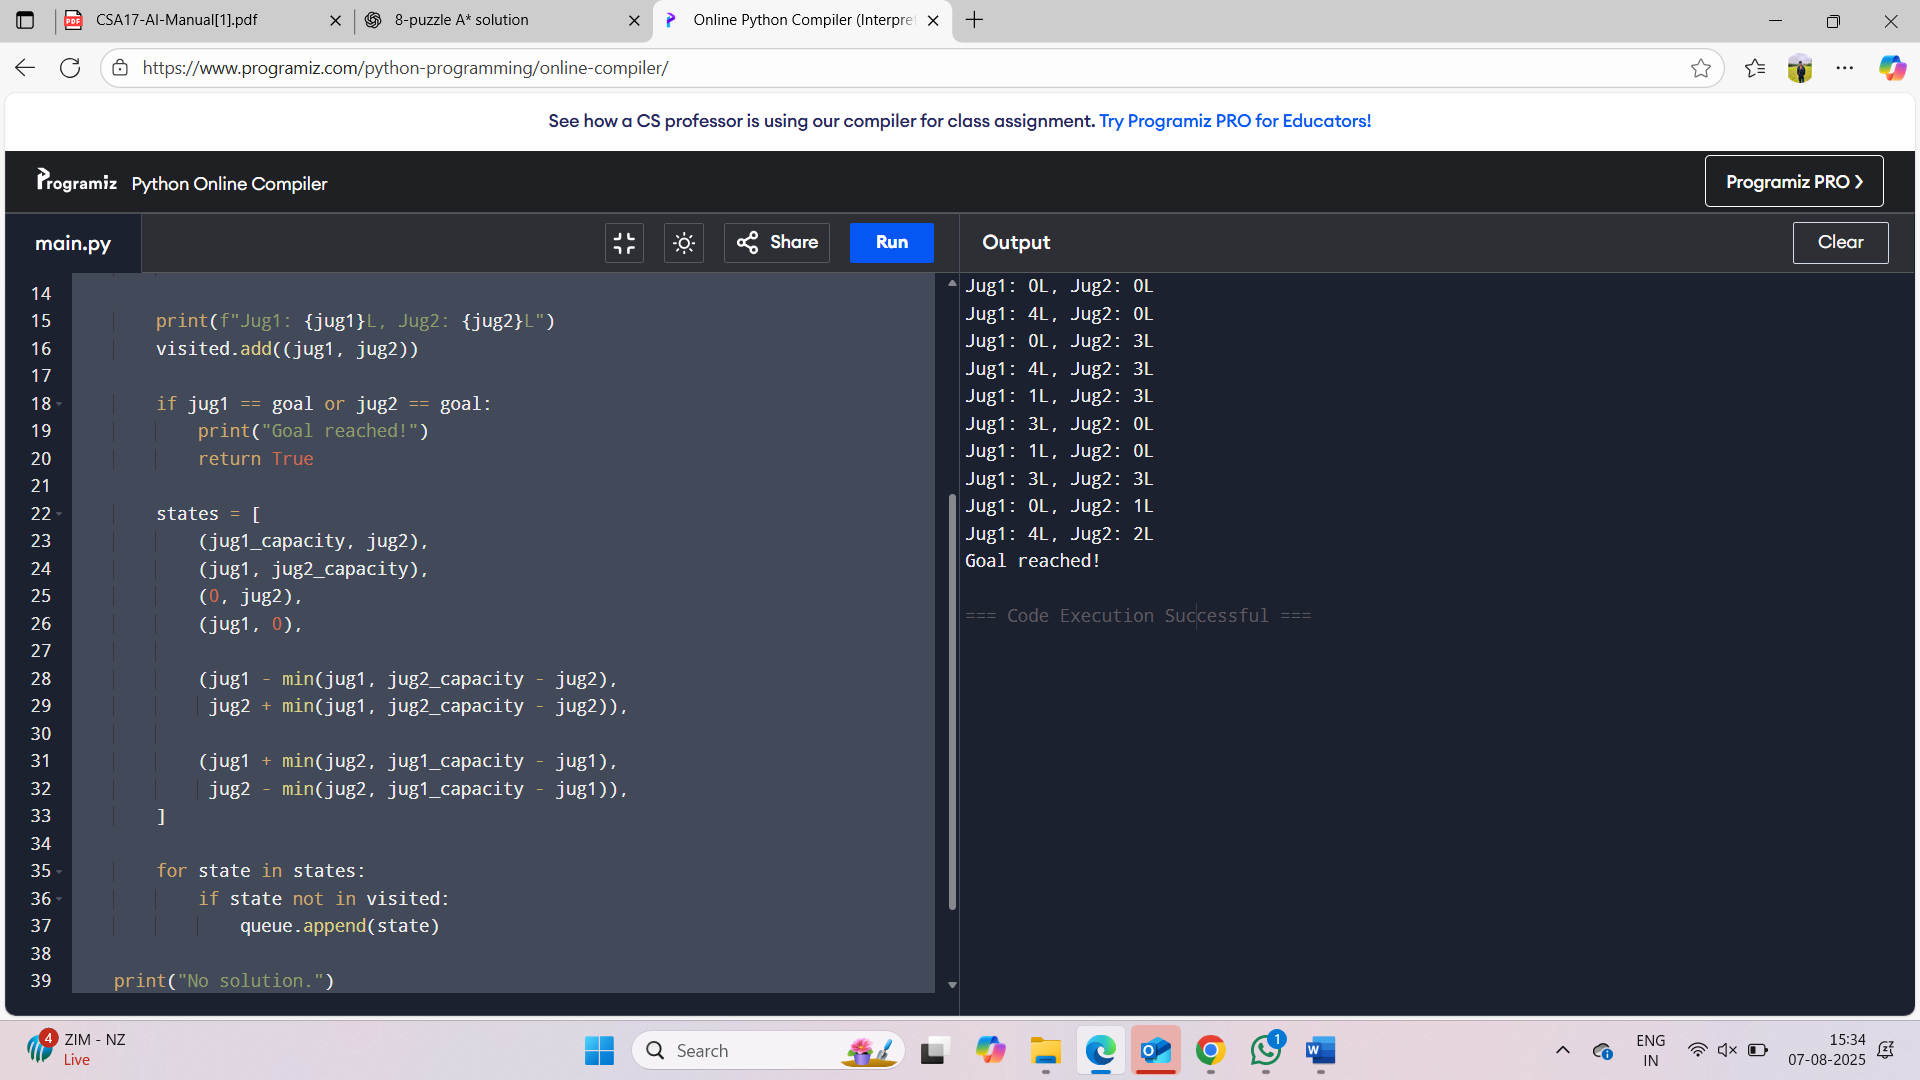 CSA17-AI-Manual[1].pdf
8-puzzle A* solution
Online Python Compiler (Interpre
https://www.programiz.com/python-programming/online-compiler/
See how a CS professor is using our compiler for class assignment. Try Programiz PRO for Educators!
Programiz Python Online Compiler
Programiz PRO ❯
main.py
Share
Run
Output
Clear
14
15 print(f"Jug1: {jug1}L, Jug2: {jug2}L")
16 visited.add((jug1, jug2))
17
18 if jug1 == goal or jug2 == goal:
19 print("Goal reached!")
20 return True
21
22 states = [
23 (jug1_capacity, jug2),
24 (jug1, jug2_capacity),
25 (0, jug2),
26 (jug1, 0),
27
28 (jug1 - min(jug1, jug2_capacity - jug2),
29 jug2 + min(jug1, jug2_capacity - jug2)),
30
31 (jug1 + min(jug2, jug1_capacity - jug1),
32 jug2 - min(jug2, jug1_capacity - jug1)),
33 ]
34
35 for state in states:
36 if state not in visited:
37 queue.append(state)
38
39 print("No solution.")
Jug1: 0L, Jug2: 0L
Jug1: 4L, Jug2: 0L
Jug1: 0L, Jug2: 3L
Jug1: 4L, Jug2: 3L
Jug1: 1L, Jug2: 3L
Jug1: 3L, Jug2: 0L
Jug1: 1L, Jug2: 0L
Jug1: 3L, Jug2: 3L
Jug1: 0L, Jug2: 1L
Jug1: 4L, Jug2: 2L
Goal reached!
=== Code Execution Successful ===
4
ZIM - NZ
Live
Search
1
ENG
IN
15:34
07-08-2025